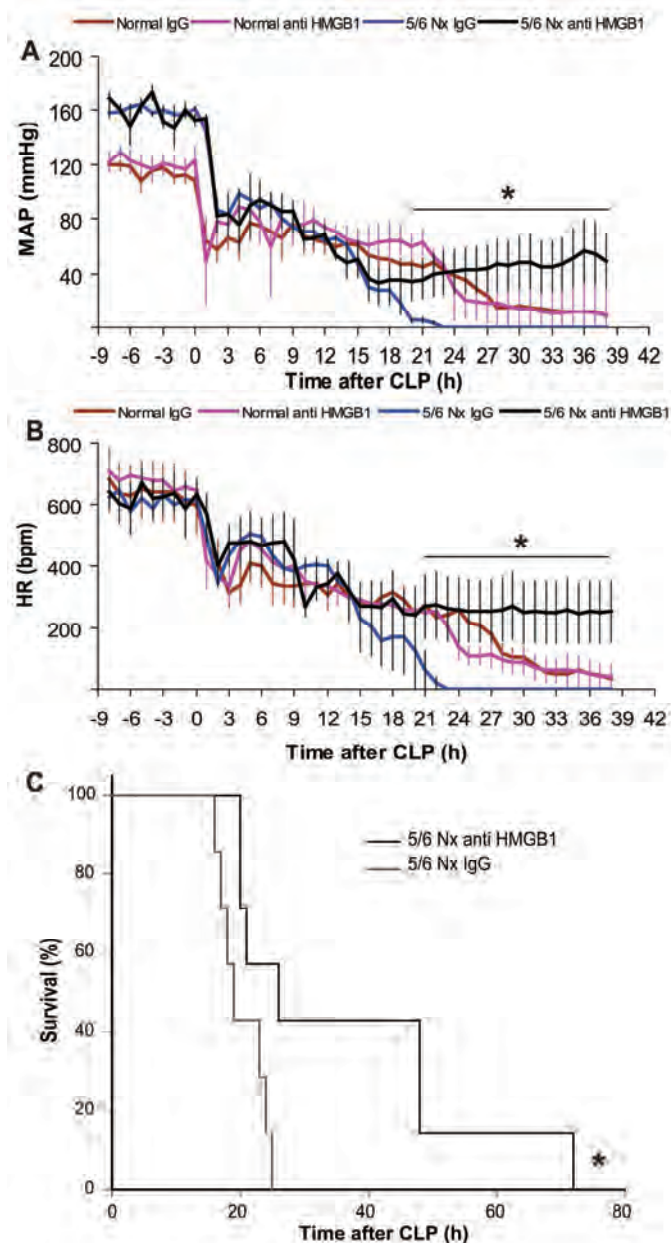 Normal IgG Normal anti HMGB1 5/6 Nx IgG 5/6 Nx anti HMGB1
A
MAP (mmHg)
200
160
120
80
40
*
-9 -6 -3 0 3 6 9 12 15 18 21 24 27 30 33 36 39 42
Time after CLP (h)
Normal IgG Normal anti HMGB1 5/6 Nx IgG 5/6 Nx anti HMGB1
B
HR (bpm)
800
600
400
200
*
-9 -6 -3 0 3 6 9 12 15 18 21 24 27 30 33 36 39 42
Time after CLP (h)
C
Survival (%)
100
80
60
40
20
0
5/6 Nx anti HMGB1
5/6 Nx IgG
*
0 20 40 60 80
Time after CLP (h)